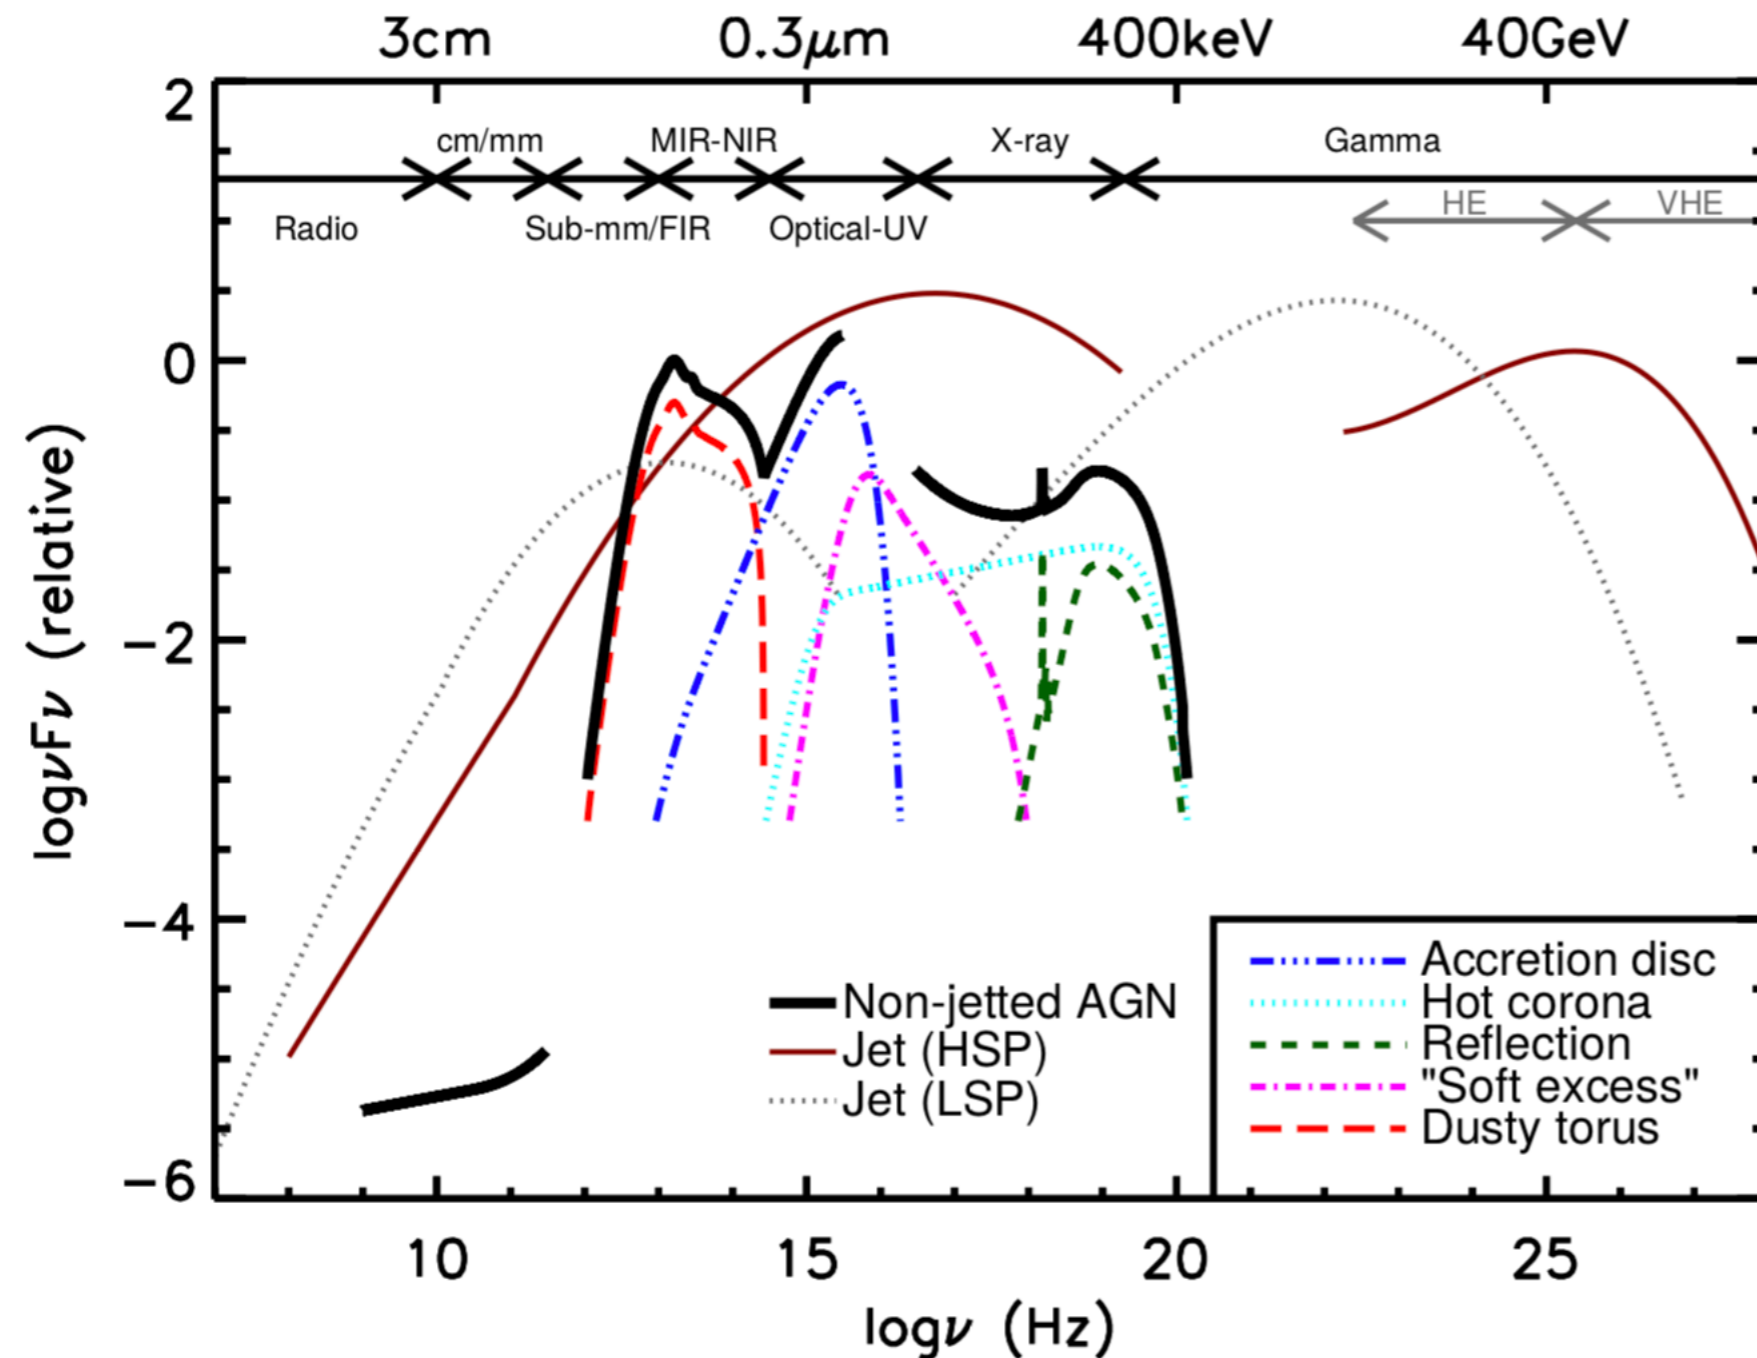 3cm 0.3μm 400keV 40GeV
2
cm/mm MIR-NIR X-ray Gamma
HE VHE
Radio Sub-mm/FIR Optical-UV
0
−2
−4
−6
logνFν (relative)
Non-jetted AGN
Jet (HSP)
Jet (LSP)
Accretion disc
Hot corona
Reflection
"Soft excess"
Dusty torus
10 15 20 25
logν (Hz)